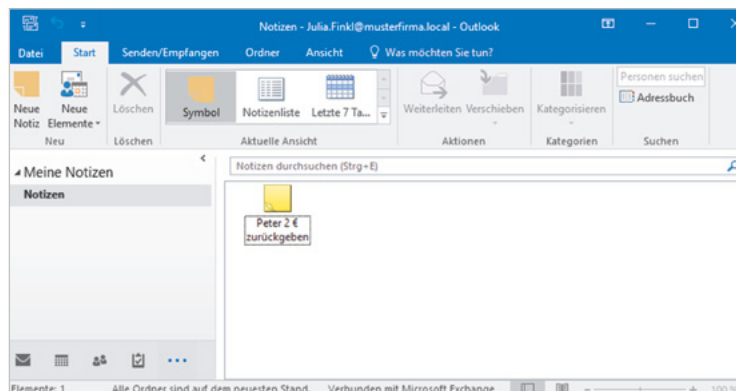 Notizen - Julia.Finkl@musterfirma.local - Outlook
Datei Start Senden/Empfangen Ordner Ansicht Was möchten Sie tun?
Neue Notiz
Neue Elemente
Löschen
Symbol
Notizenliste
Letzte 7 Ta...
Weiterleiten
Verschieben
Kategorisieren
Personen suchen
Adressbuch
Neu Löschen Aktuelle Ansicht Aktionen Kategorien Suchen
Meine Notizen
Notizen durchsuchen (Strg+E)
Notizen
Peter 2 €
zurückgeben
Elemente: 1 Alle Ordner sind auf dem neuesten Stand. Verbunden mit Microsoft Exchange 100 %